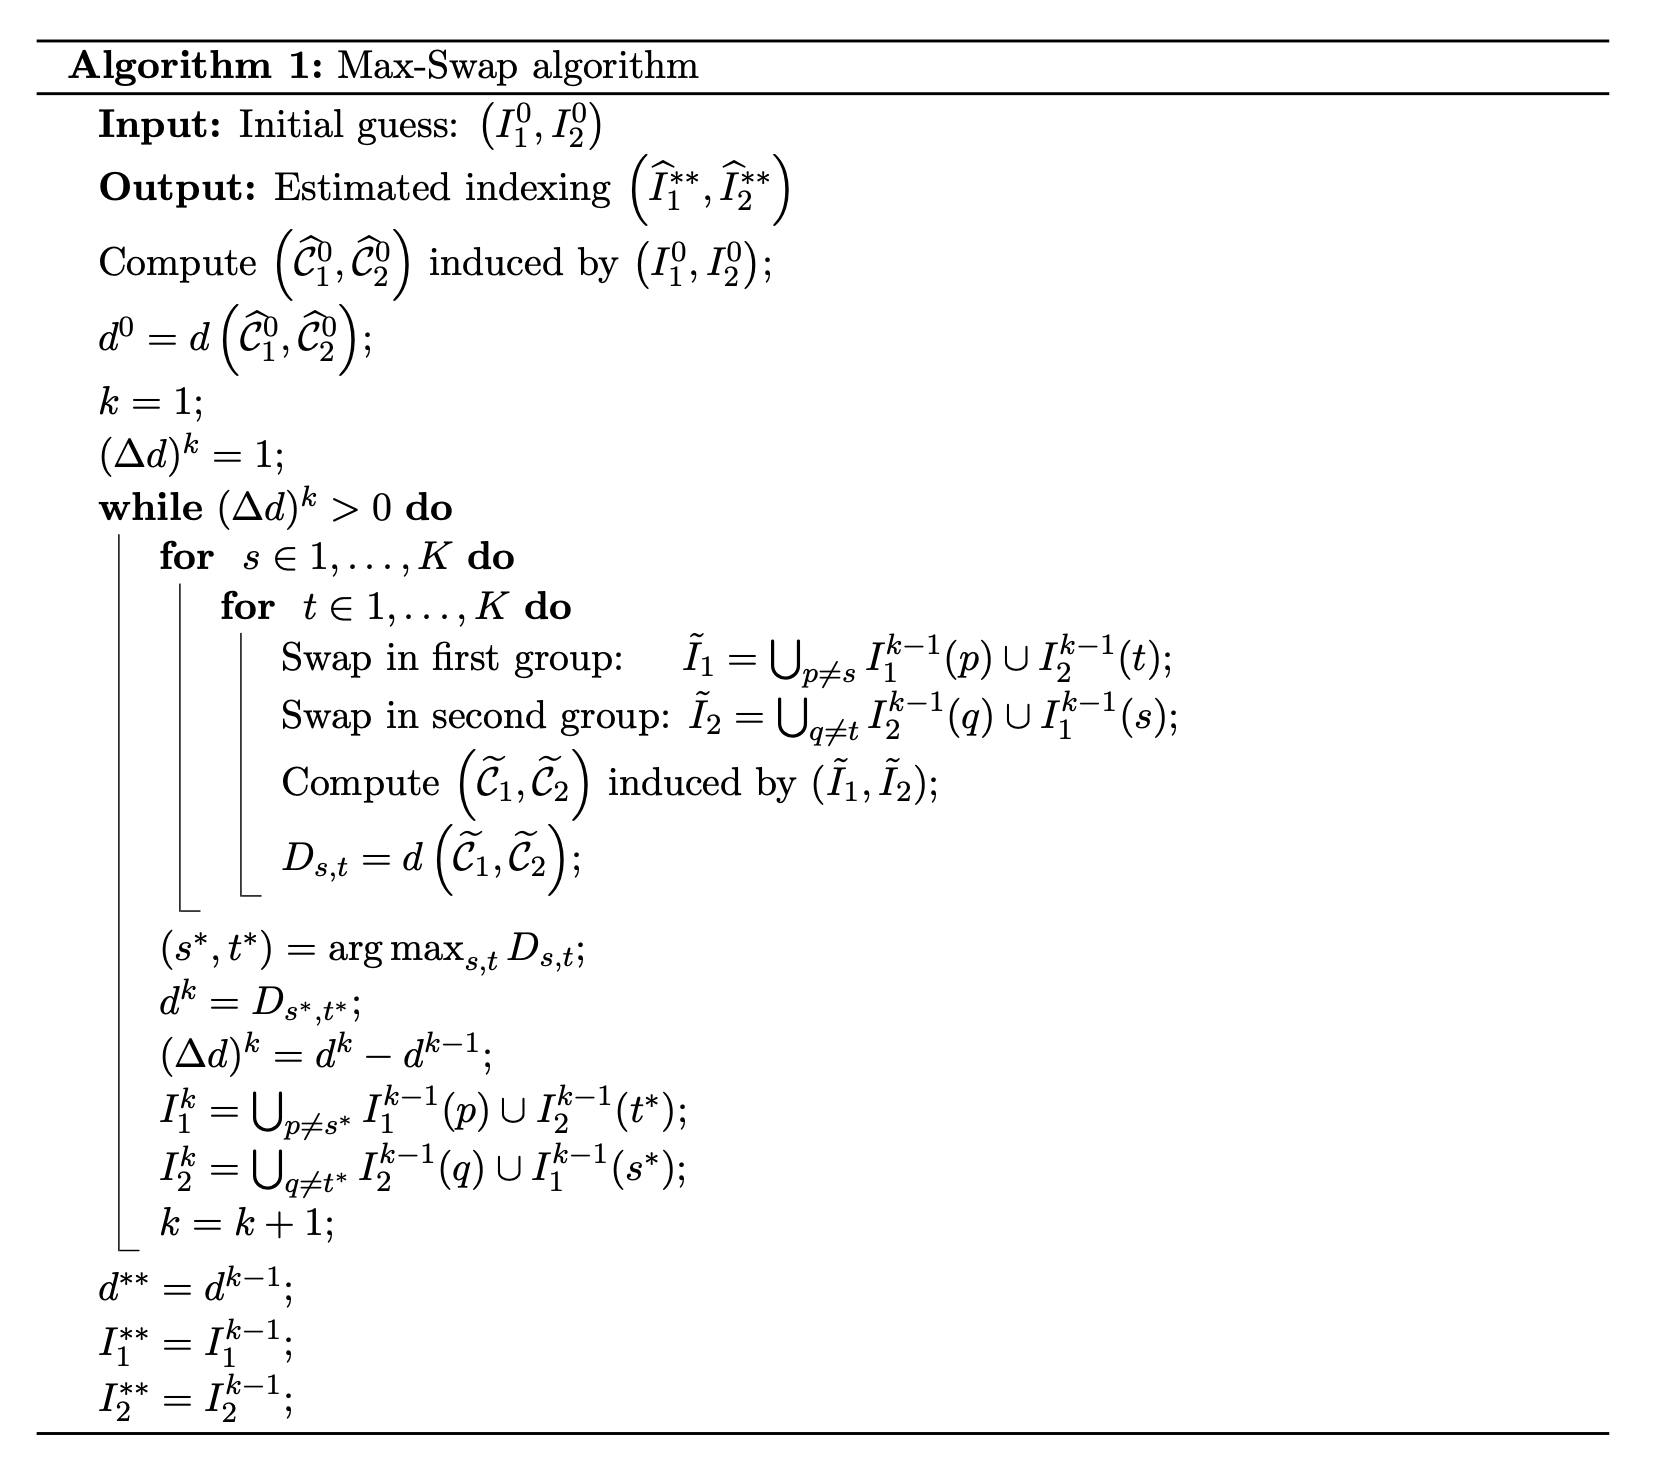 Algorithm 1: Max-Swap algorithm
Input: Initial guess: $(I_1^0, I_2^0)$
Output: Estimated indexing $\left(\widehat{I}_1^{**}, \widehat{I}_2^{**}\right)$
Compute $\left(\widehat{\mathcal{C}}_1^0, \widehat{\mathcal{C}}_2^0\right)$ induced by $(I_1^0, I_2^0)$;
$d^0 = d\left(\widehat{\mathcal{C}}_1^0, \widehat{\mathcal{C}}_2^0\right)$;
$k = 1$;
$(\Delta d)^k = 1$;
while $(\Delta d)^k > 0$ do
for $s \in 1, \ldots, K$ do
for $t \in 1, \ldots, K$ do
Swap in first group: $\tilde{I}_1 = \bigcup_{p \neq s} I_1^{k-1}(p) \cup I_2^{k-1}(t)$;
Swap in second group: $\tilde{I}_2 = \bigcup_{q \neq t} I_2^{k-1}(q) \cup I_1^{k-1}(s)$;
Compute $\left(\widetilde{\mathcal{C}}_1, \widetilde{\mathcal{C}}_2\right)$ induced by $(\tilde{I}_1, \tilde{I}_2)$;
$D_{s,t} = d\left(\widetilde{\mathcal{C}}_1, \widetilde{\mathcal{C}}_2\right)$;
$(s^*, t^*) = \arg\max_{s,t} D_{s,t}$;
$d^k = D_{s^*,t^*}$;
$(\Delta d)^k = d^k - d^{k-1}$;
$I_1^k = \bigcup_{p \neq s^*} I_1^{k-1}(p) \cup I_2^{k-1}(t^*)$;
$I_2^k = \bigcup_{q \neq t^*} I_2^{k-1}(q) \cup I_1^{k-1}(s^*)$;
$k = k + 1$;
$d^{**} = d^{k-1}$;
$I_1^{**} = I_1^{k-1}$;
$I_2^{**} = I_2^{k-1}$;